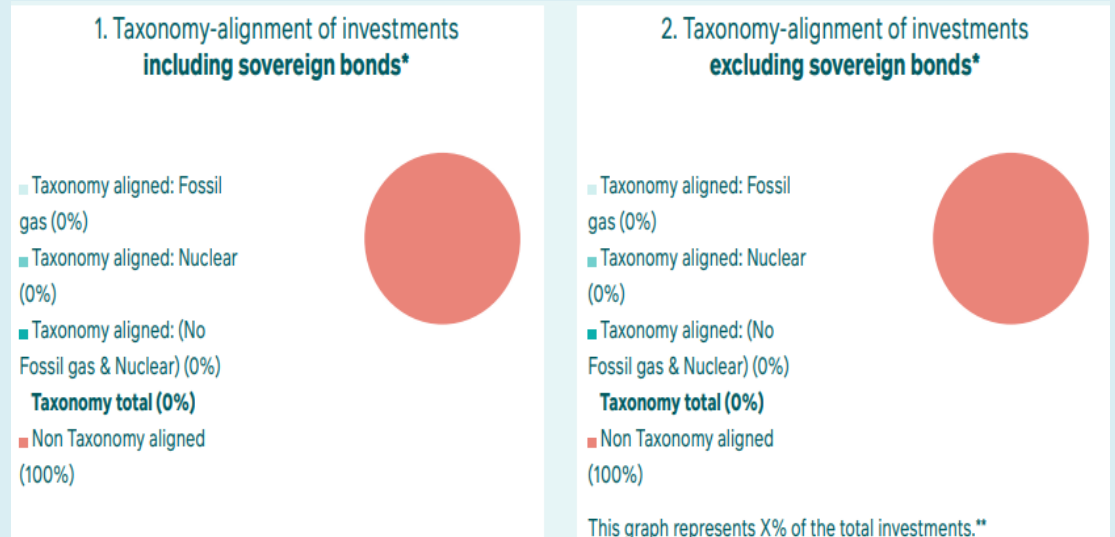 1. Taxonomy-alignment of investments
including sovereign bonds*
Taxonomy aligned: Fossil
gas (0%)
Taxonomy aligned: Nuclear
(0%)
Taxonomy aligned: (No
Fossil gas & Nuclear) (0%)
Taxonomy total (0%)
Non Taxonomy aligned
(100%)
2. Taxonomy-alignment of investments
excluding sovereign bonds*
Taxonomy aligned: Fossil
gas (0%)
Taxonomy aligned: Nuclear
(0%)
Taxonomy aligned: (No
Fossil gas & Nuclear) (0%)
Taxonomy total (0%)
Non Taxonomy aligned
(100%)
This graph represents X% of the total investments.**